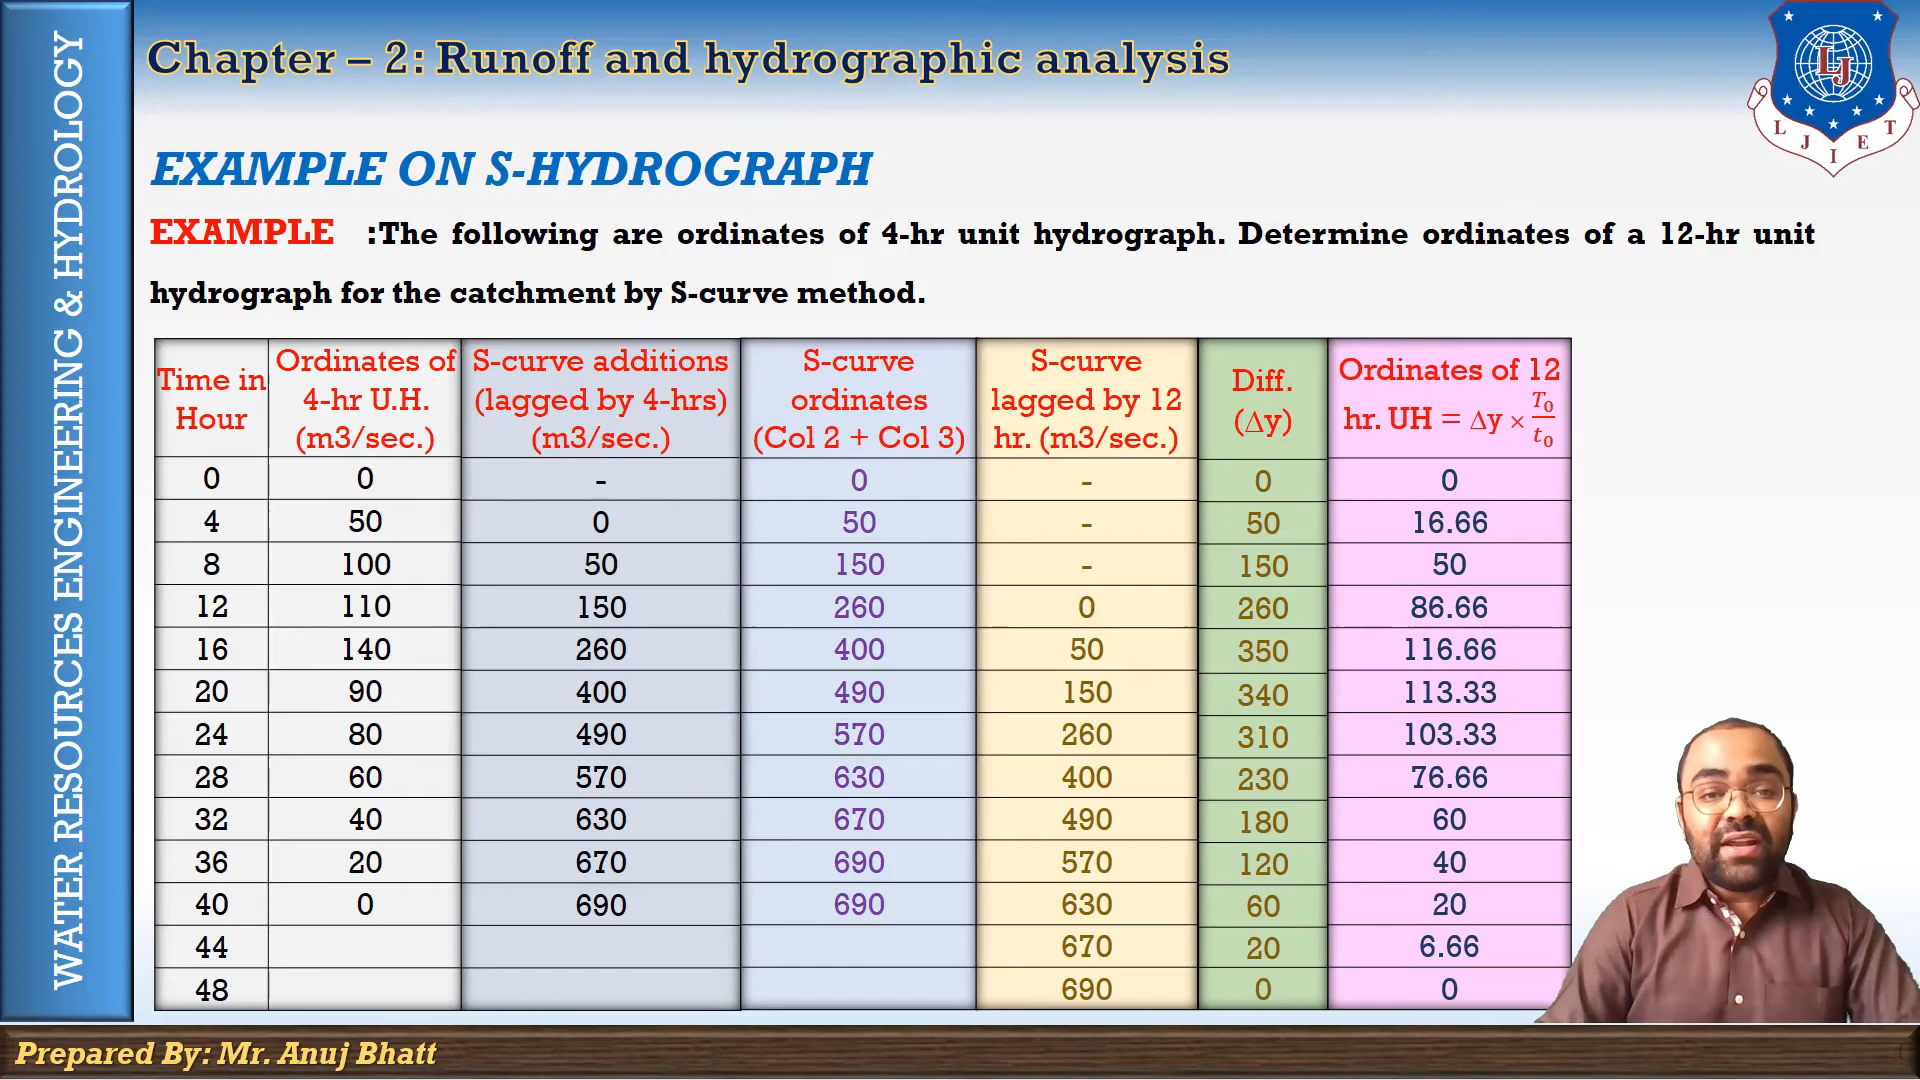 WATER RESOURCES ENGINEERING & HYDROLOGY
Chapter – 2: Runoff and hydrographic analysis
L J I E T
LJ
EXAMPLE ON S-HYDROGRAPH
EXAMPLE :The following are ordinates of 4-hr unit hydrograph. Determine ordinates of a 12-hr unit
hydrograph for the catchment by S-curve method.
Time in Hour | Ordinates of 4-hr U.H. (m3/sec.) | S-curve additions (lagged by 4-hrs) (m3/sec.) | S-curve ordinates (Col 2 + Col 3) | S-curve lagged by 12 hr. (m3/sec.) | Diff. (Δy) | Ordinates of 12 hr. UH = Δy × T₀/t₀
0 | 0 | - | 0 | - | 0 | 0
4 | 50 | 0 | 50 | - | 50 | 16.66
8 | 100 | 50 | 150 | - | 150 | 50
12 | 110 | 150 | 260 | 0 | 260 | 86.66
16 | 140 | 260 | 400 | 50 | 350 | 116.66
20 | 90 | 400 | 490 | 150 | 340 | 113.33
24 | 80 | 490 | 570 | 260 | 310 | 103.33
28 | 60 | 570 | 630 | 400 | 230 | 76.66
32 | 40 | 630 | 670 | 490 | 180 | 60
36 | 20 | 670 | 690 | 570 | 120 | 40
40 | 0 | 690 | 690 | 630 | 60 | 20
44 | | | | 670 | 20 | 6.66
48 | | | | 690 | 0 | 0
Prepared By: Mr. Anuj Bhatt